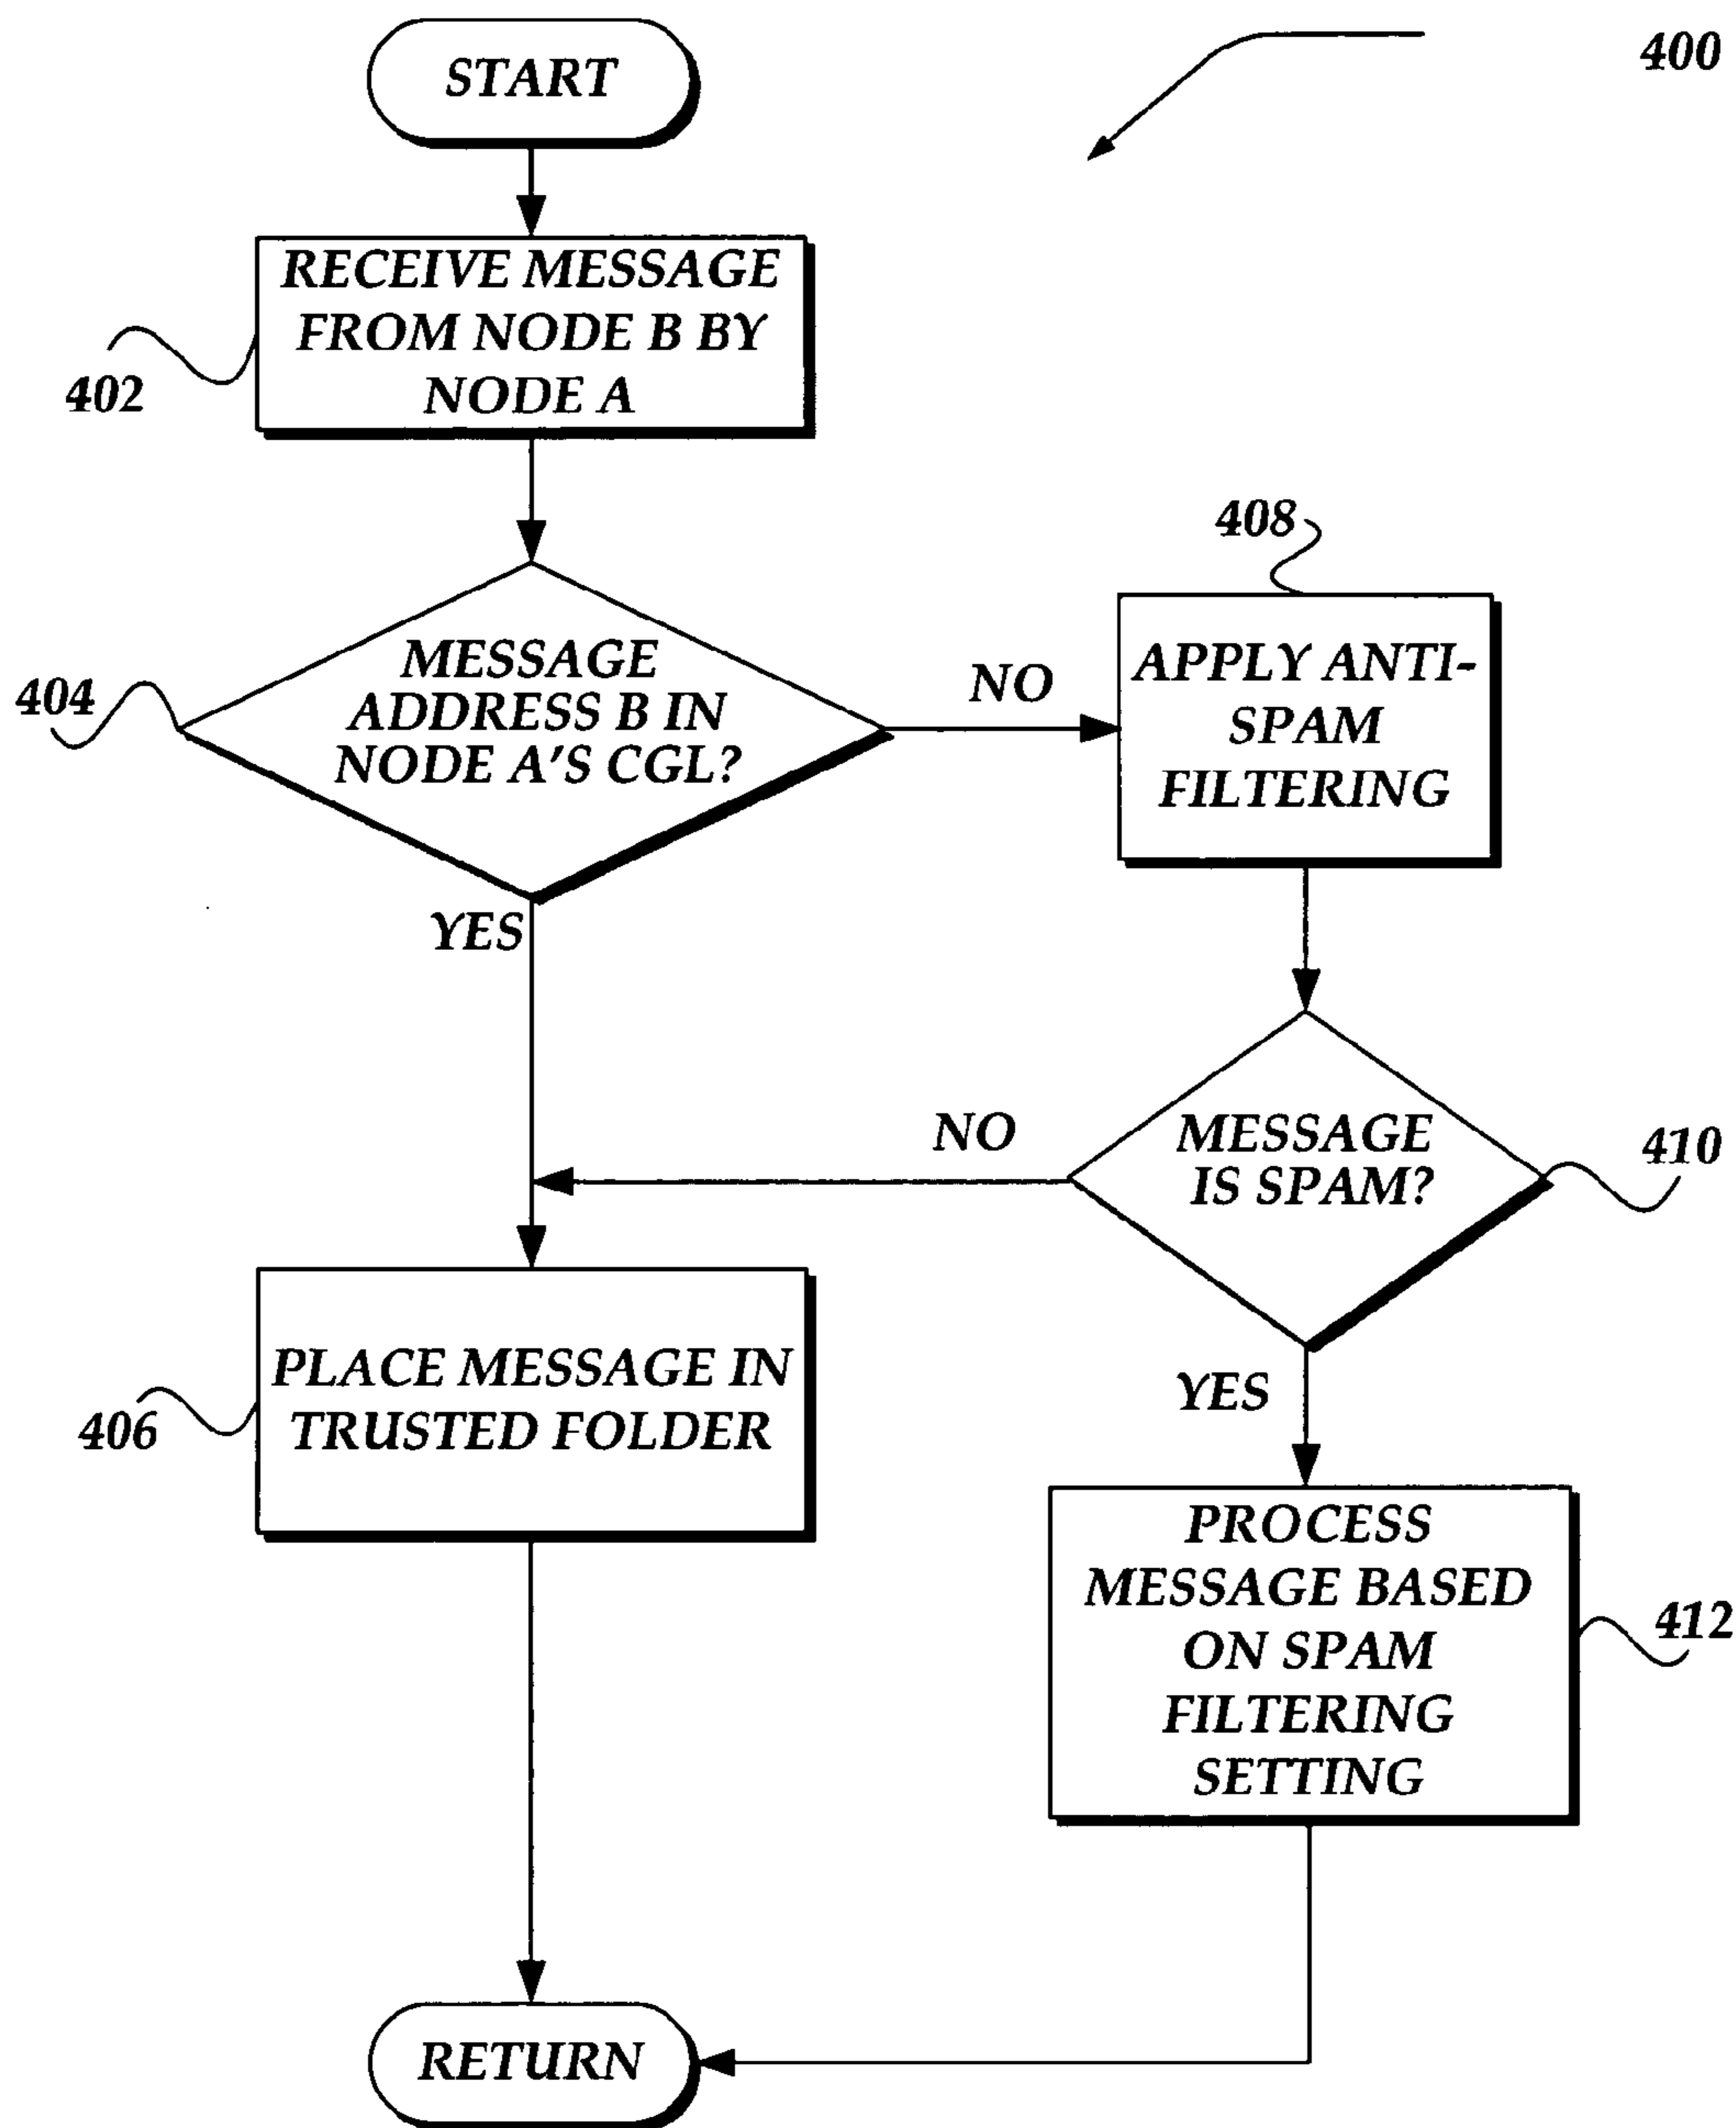 START
400
RECEIVE MESSAGE
FROM NODE B BY
NODE A
402
408
MESSAGE
ADDRESS B IN
NODE A'S CGL?
404
NO
APPLY ANTI-
SPAM
FILTERING
YES
NO
MESSAGE
IS SPAM?
410
PLACE MESSAGE IN
TRUSTED FOLDER
406
YES
PROCESS
MESSAGE BASED
ON SPAM
FILTERING
SETTING
412
RETURN